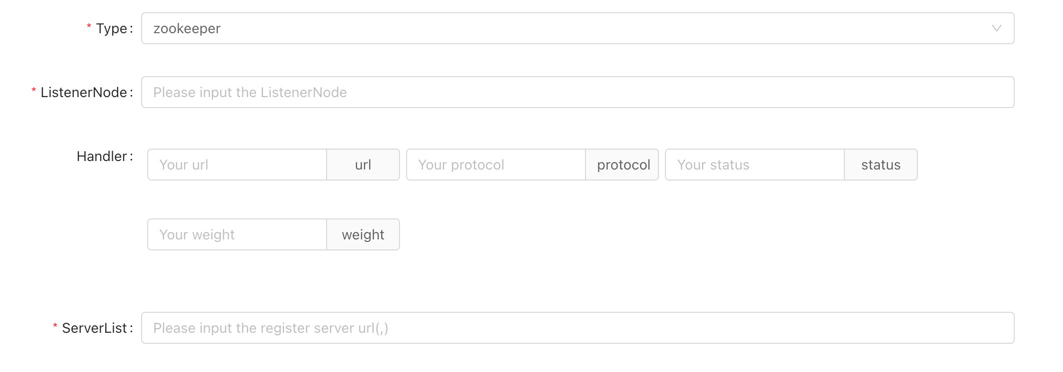 * Type: zookeeper
* ListenerNode: Please input the ListenerNode
Handler: Your url url Your protocol protocol Your status status
Your weight weight
* ServerList: Please input the register server url(,)